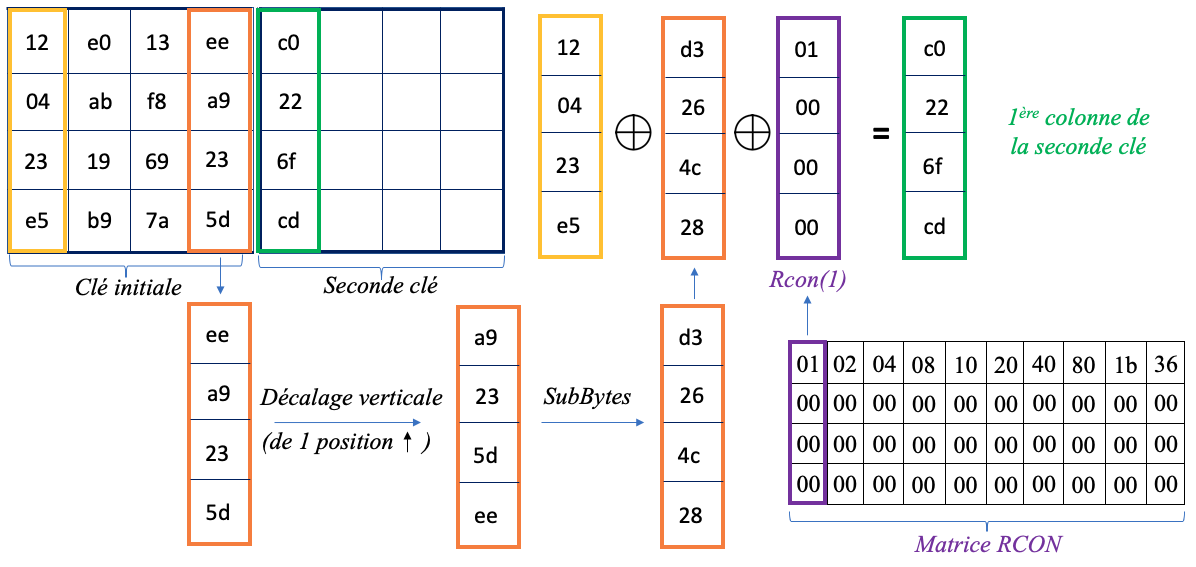 12 e0 13 ee c0
04 ab f8 a9 22
23 19 69 23 6f
e5 b9 7a 5d cd
Clé initiale
Seconde clé
12 d3 01 c0
04 26 00 22
23 ⊕ 4c ⊕ 00 = 6f
e5 28 00 cd
1ère colonne de
la seconde clé
Rcon(1)
ee
a9
23
5d
Décalage verticale
(de 1 position ↑ )
a9
23
5d
ee
SubBytes
d3
26
4c
28
01 02 04 08 10 20 40 80 1b 36
00 00 00 00 00 00 00 00 00 00
00 00 00 00 00 00 00 00 00 00
00 00 00 00 00 00 00 00 00 00
Matrice RCON